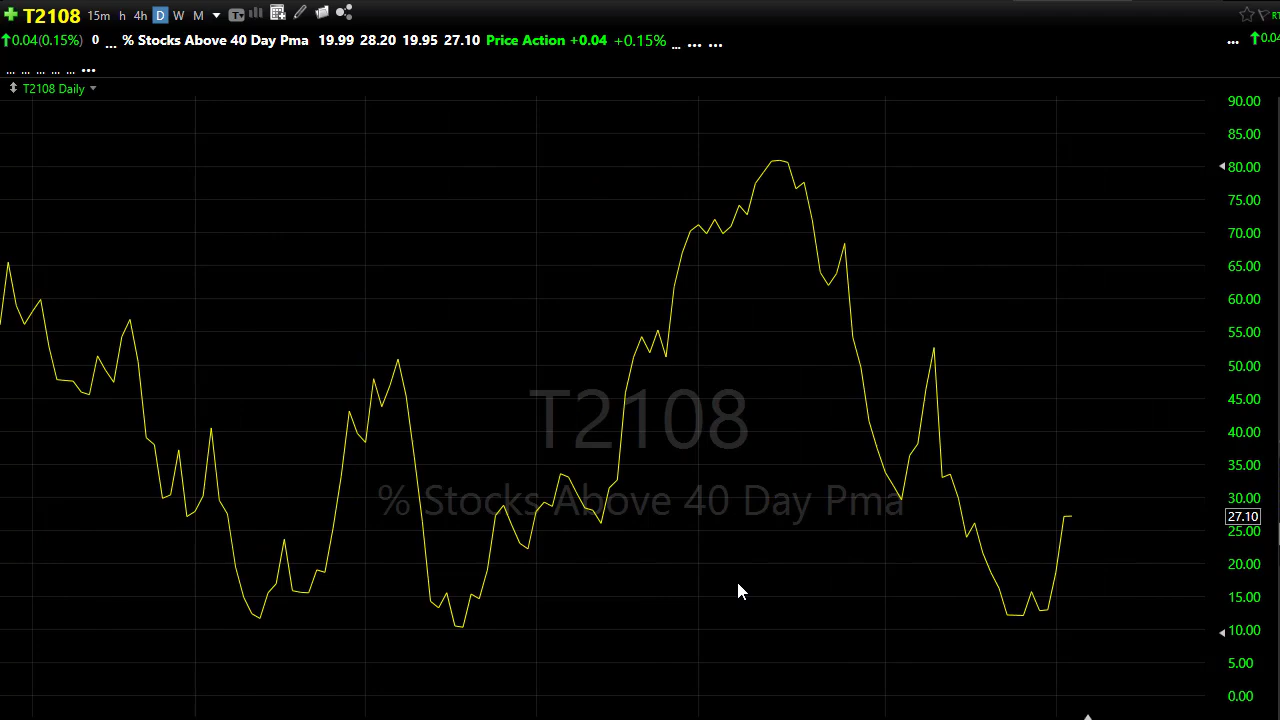 T2108 15m h 4h D W M
RT
0.04(0.15%) 0 ... % Stocks Above 40 Day Pma 19.99 28.20 19.95 27.10 Price Action +0.04 +0.15% ... ... ... ... 0.04
... ... ... ... ... ...
T2108 Daily
90.00
85.00
80.00
75.00
70.00
65.00
60.00
55.00
50.00
45.00
40.00
35.00
30.00
27.10
25.00
20.00
15.00
10.00
5.00
0.00
T2108
% Stocks Above 40 Day Pma